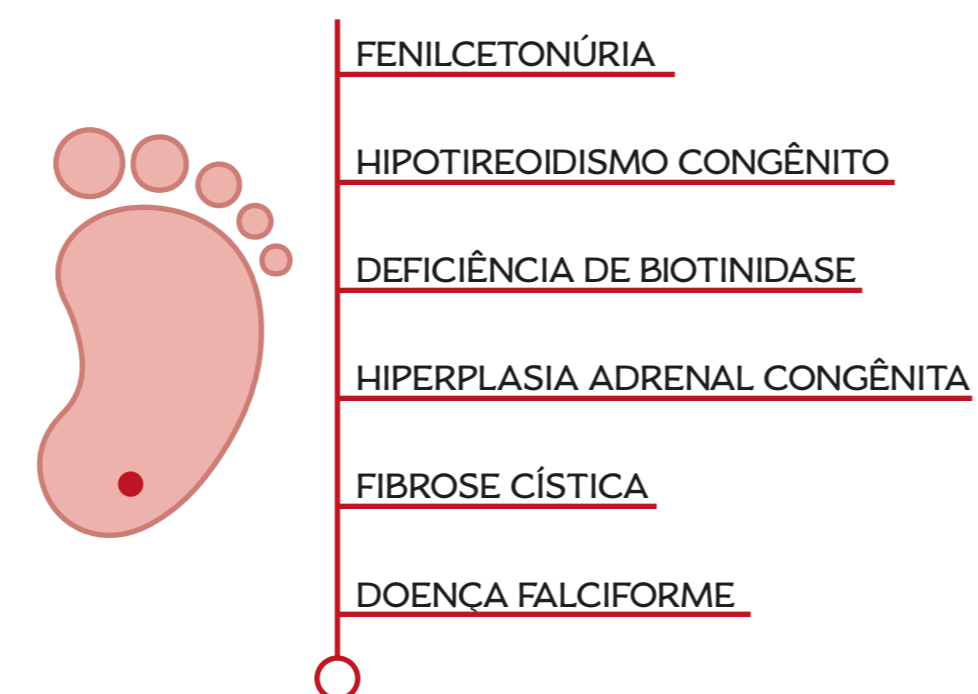 FENILCETONÚRIA
HIPOTIREOIDISMO CONGÊNITO
DEFICIÊNCIA DE BIOTINIDASE
HIPERPLASIA ADRENAL CONGÊNITA
FIBROSE CÍSTICA
DOENÇA FALCIFORME